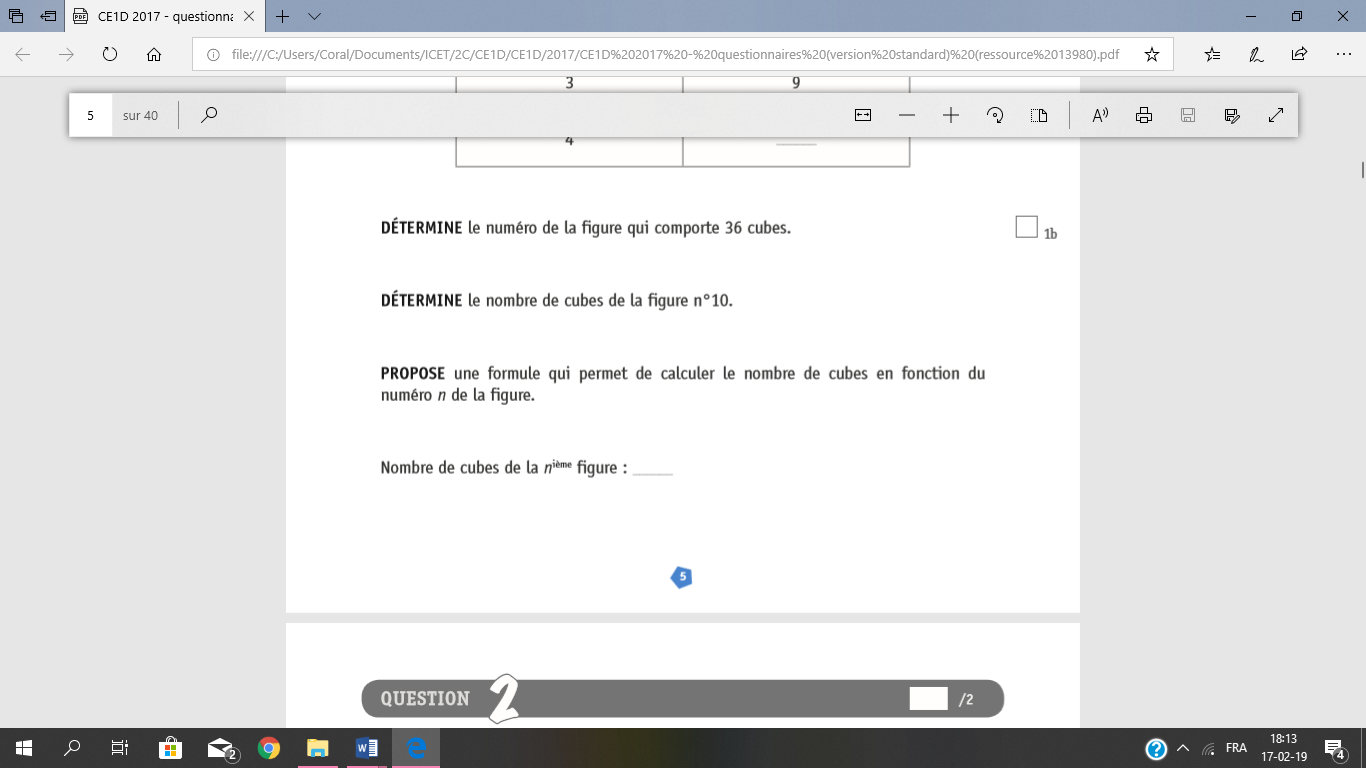 CE1D 2017 - questionna
file:///C:/Users/Coral/Documents/ICET/2C/CE1D/CE1D/2017/CE1D%202017%20-%20questionnaires%20(version%20standard)%20(ressource%2013980).pdf
3 9
5 sur 40
4 _____
DÉTERMINE le numéro de la figure qui comporte 36 cubes.
1b
DÉTERMINE le nombre de cubes de la figure n°10.
PROPOSE une formule qui permet de calculer le nombre de cubes en fonction du
numéro n de la figure.
Nombre de cubes de la nième figure : _____
5
QUESTION 2 /2
18:13
FRA
17-02-19
2
4